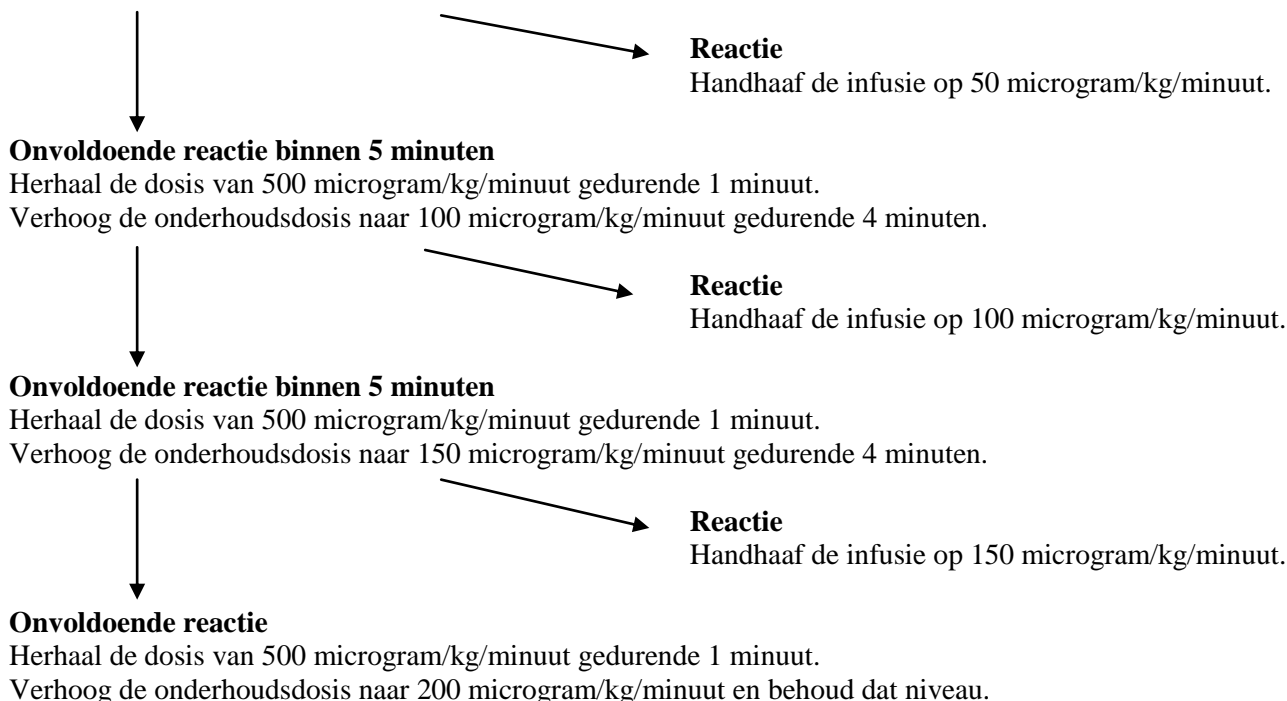 Reactie
Handhaaf de infusie op 50 microgram/kg/minuut.
Onvoldoende reactie binnen 5 minuten
Herhaal de dosis van 500 microgram/kg/minuut gedurende 1 minuut.
Verhoog de onderhoudsdosis naar 100 microgram/kg/minuut gedurende 4 minuten.
Reactie
Handhaaf de infusie op 100 microgram/kg/minuut.
Onvoldoende reactie binnen 5 minuten
Herhaal de dosis van 500 microgram/kg/minuut gedurende 1 minuut.
Verhoog de onderhoudsdosis naar 150 microgram/kg/minuut gedurende 4 minuten.
Reactie
Handhaaf de infusie op 150 microgram/kg/minuut.
Onvoldoende reactie
Herhaal de dosis van 500 microgram/kg/minuut gedurende 1 minuut.
Verhoog de onderhoudsdosis naar 200 microgram/kg/minuut en behoud dat niveau.